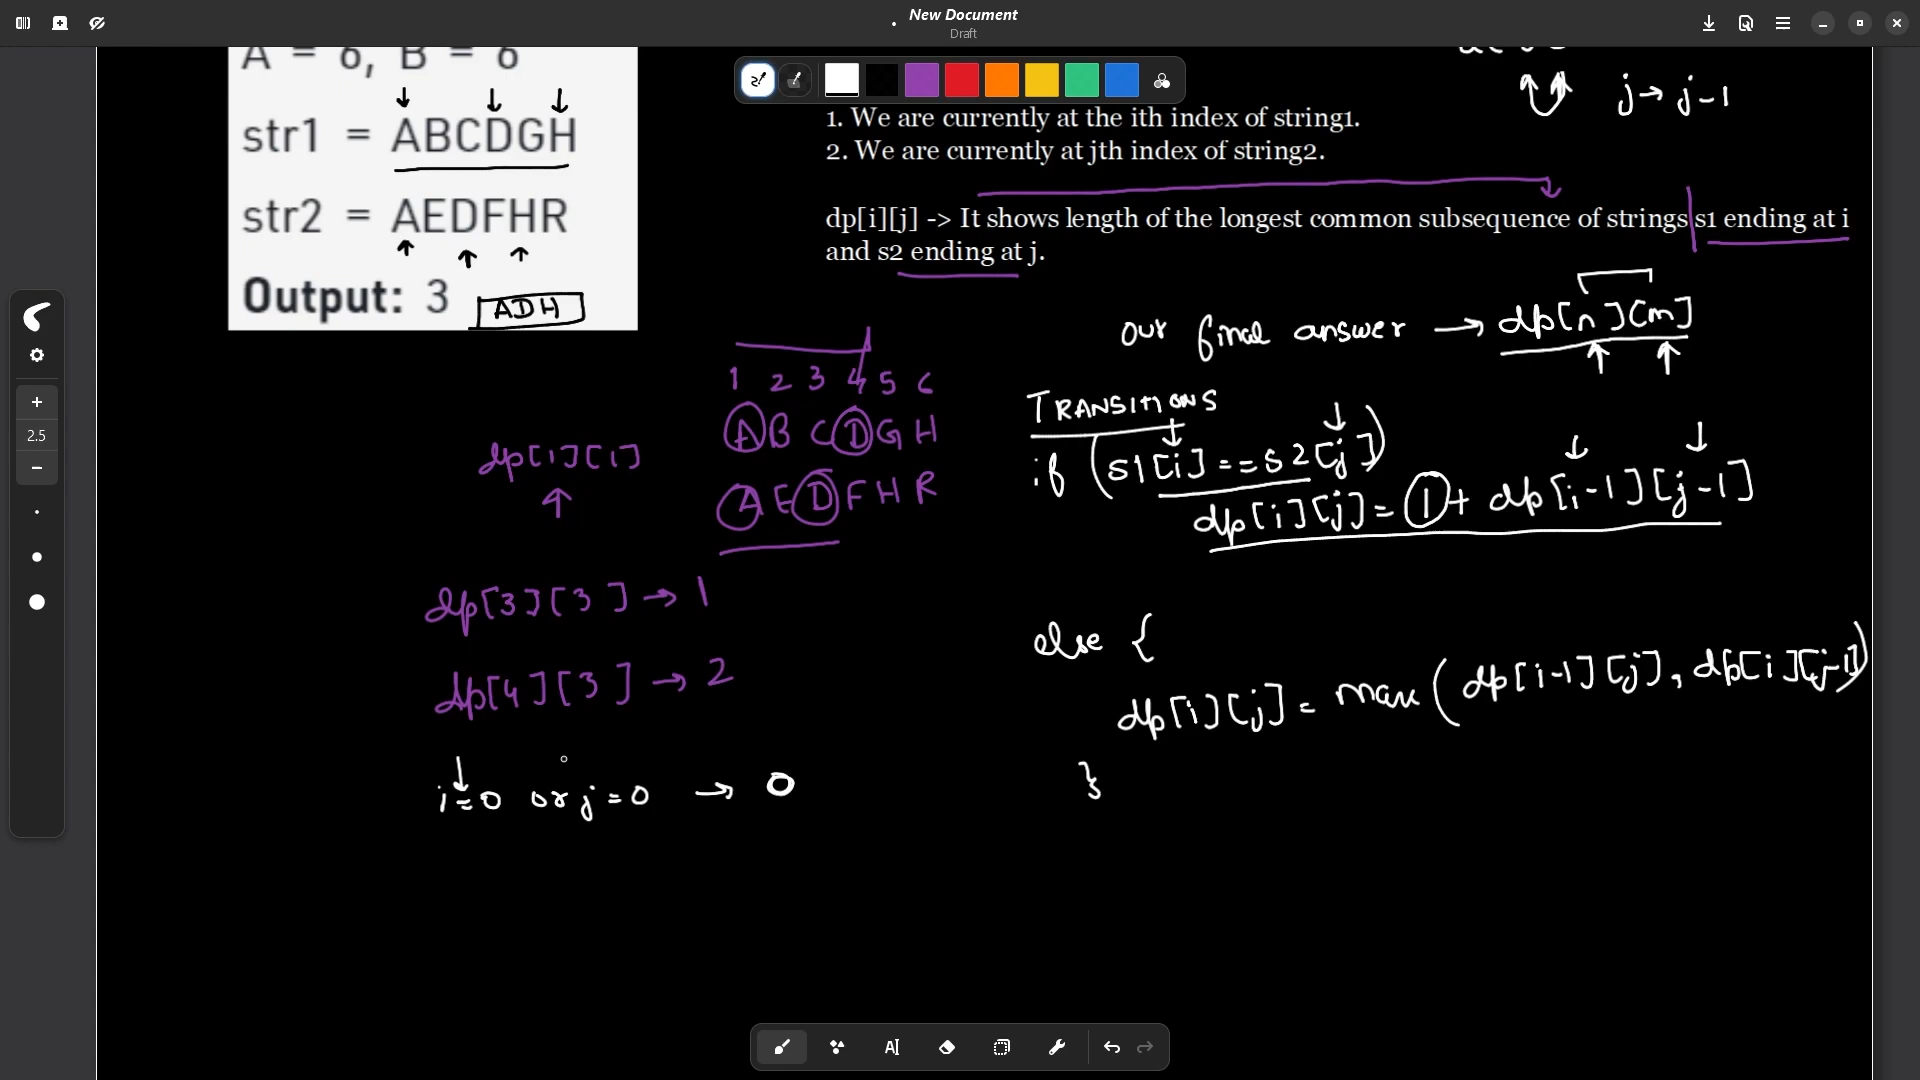 New Document
Draft
A = 6, B = 6
str1 = ABCDGH
str2 = AEDFHR
Output: 3
ADH
j → j-1
1. We are currently at the ith index of string1.
2. We are currently at jth index of string2.
dp[i][j] -> It shows length of the longest common subsequence of strings s1 ending at i
and s2 ending at j.
our final answer → dp[n][m]
1 2 3 4 5 6
A B C D G H
A E D F H R
dp[i][j]
dp[3][3] → 1
dp[4][3] → 2
i=0 or j=0 → 0
TRANSITIONS
if (s1[i]==s2[j])
dp[i][j] = 1 + dp[i-1][j-1]
else {
dp[i][j] = max(dp[i-1][j], dp[i][j-1])
}
2.5